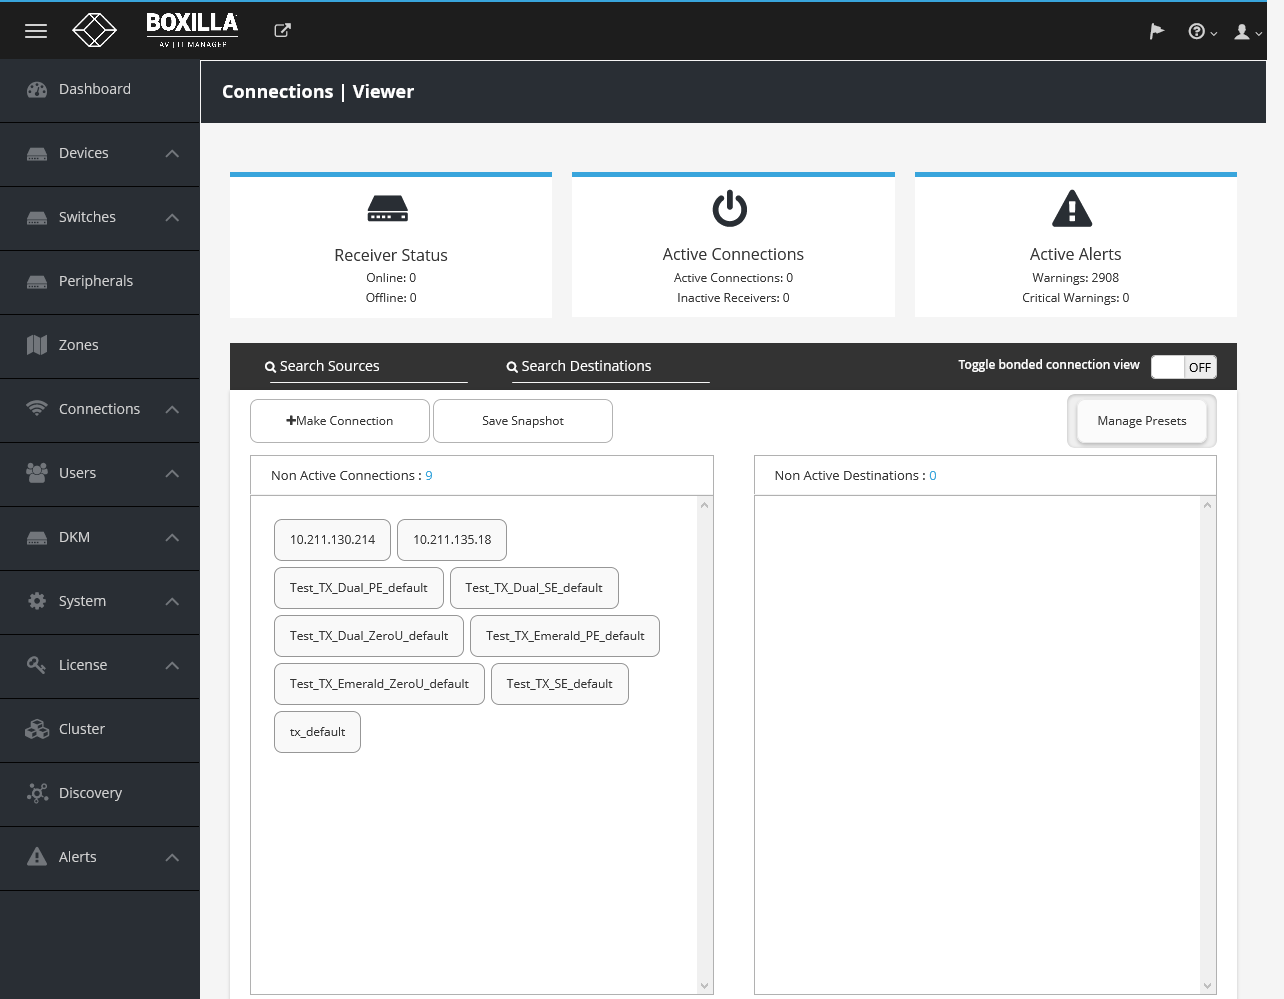 BOXILLA
AV | IT MANAGER
Dashboard
Devices
Switches
Peripherals
Zones
Connections
Users
DKM
System
License
Cluster
Discovery
Alerts
Connections | Viewer
Receiver Status
Online: 0
Offline: 0
Active Connections
Active Connections: 0
Inactive Receivers: 0
Active Alerts
Warnings: 2908
Critical Warnings: 0
Search Sources
Search Destinations
Toggle bonded connection view
OFF
Make Connection
Save Snapshot
Manage Presets
Non Active Connections : 9
10.211.130.214
10.211.135.18
Test_TX_Dual_PE_default
Test_TX_Dual_SE_default
Test_TX_Dual_ZeroU_default
Test_TX_Emerald_PE_default
Test_TX_Emerald_ZeroU_default
Test_TX_SE_default
tx_default
Non Active Destinations : 0